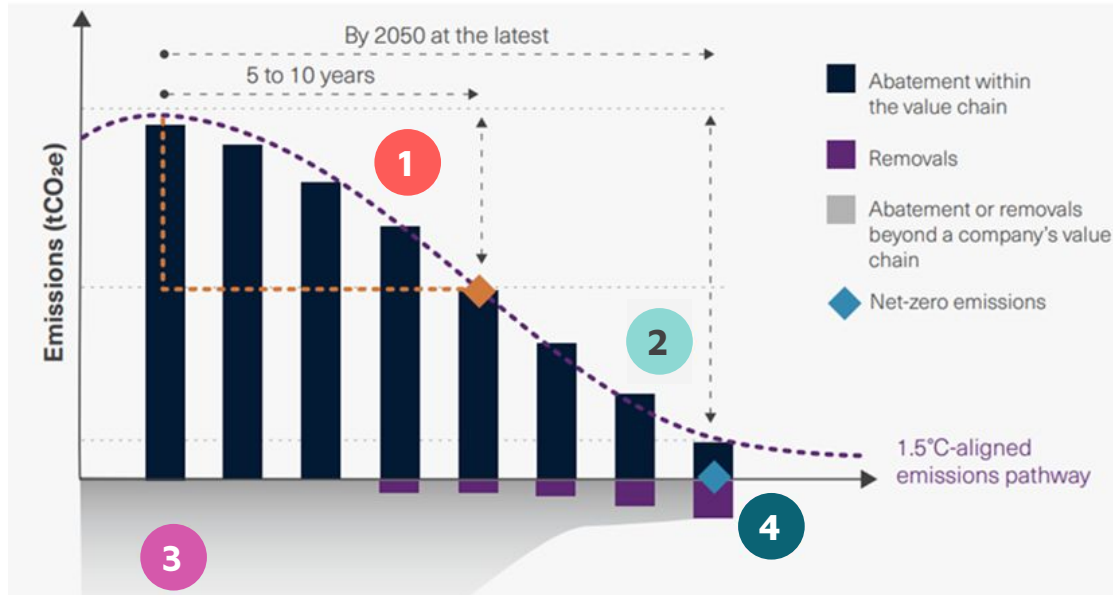 By 2050 at the latest
5 to 10 years
Emissions (tCO₂e)
1
2
3
4
Abatement within
the value chain
Removals
Abatement or removals
beyond a company's value
chain
Net-zero emissions
1.5°C-aligned
emissions pathway